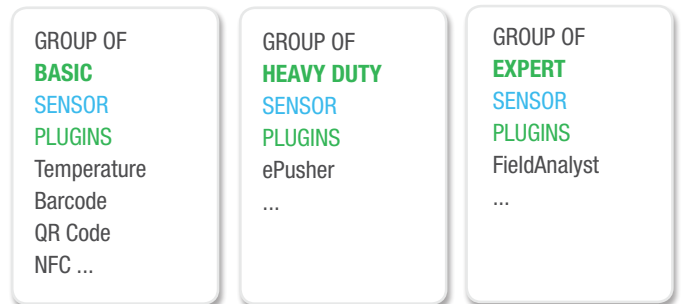 GROUP OF
BASIC
SENSOR
PLUGINS
Temperature
Barcode
QR Code
NFC ...
GROUP OF
HEAVY DUTY
SENSOR
PLUGINS
ePusher
...
GROUP OF
EXPERT
SENSOR
PLUGINS
FieldAnalyst
...